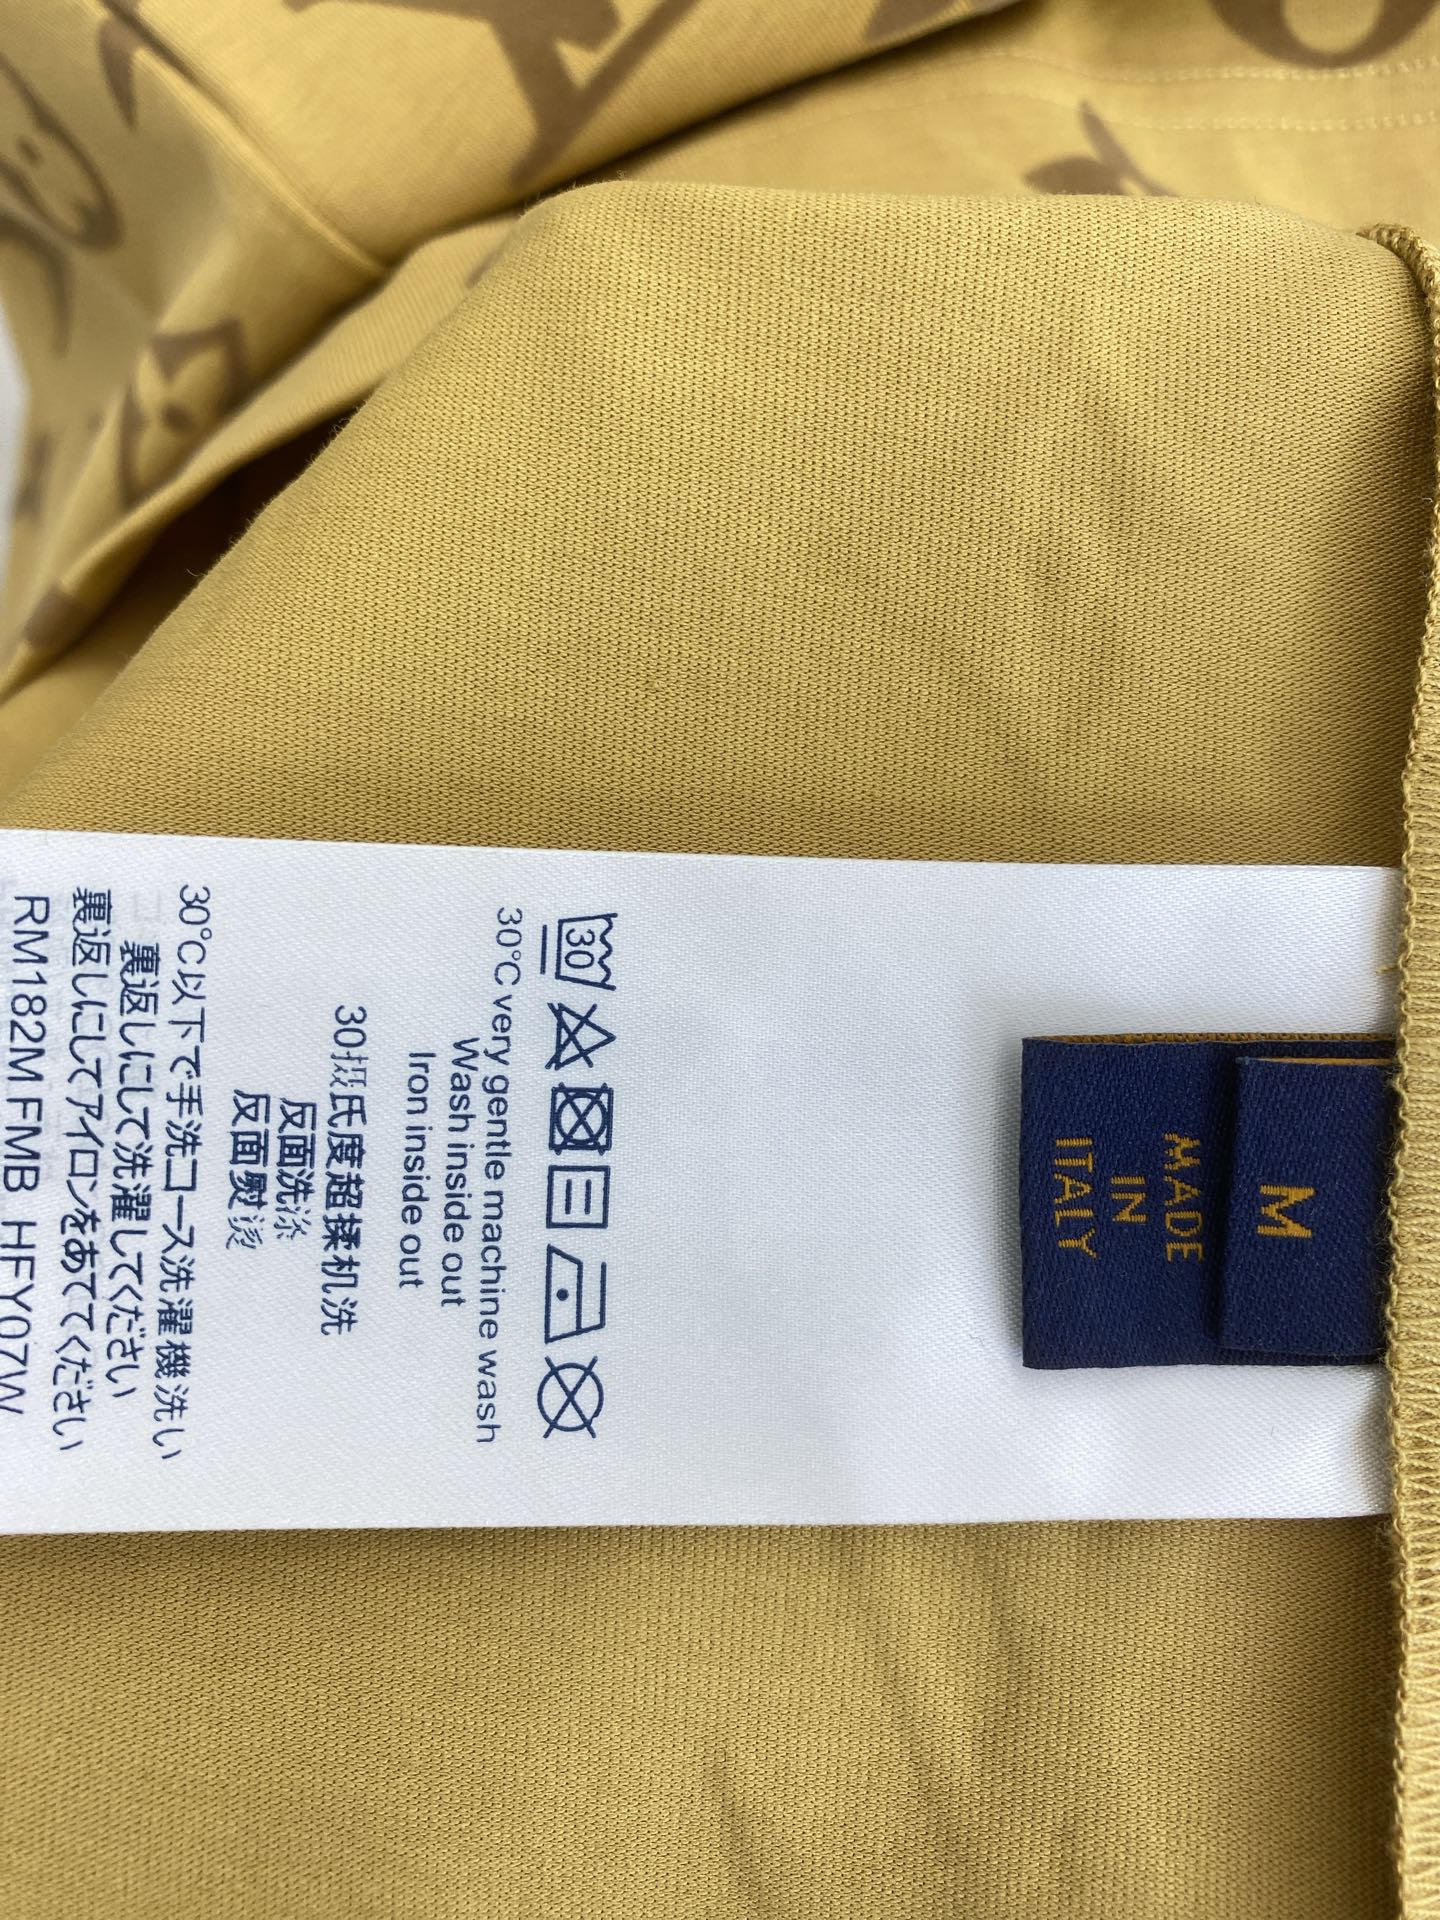 M
MADE
IN
ITALY
30
30°C very gentle machine wash
Wash inside out
Iron inside out
30摄氏度超揉机洗
反面洗涤
反面熨烫
30°C以下で手洗コース洗濯機洗い
裏返しにして洗濯してください
裏返しにしてアイロンをあててください
RM182M FMB HFY07W